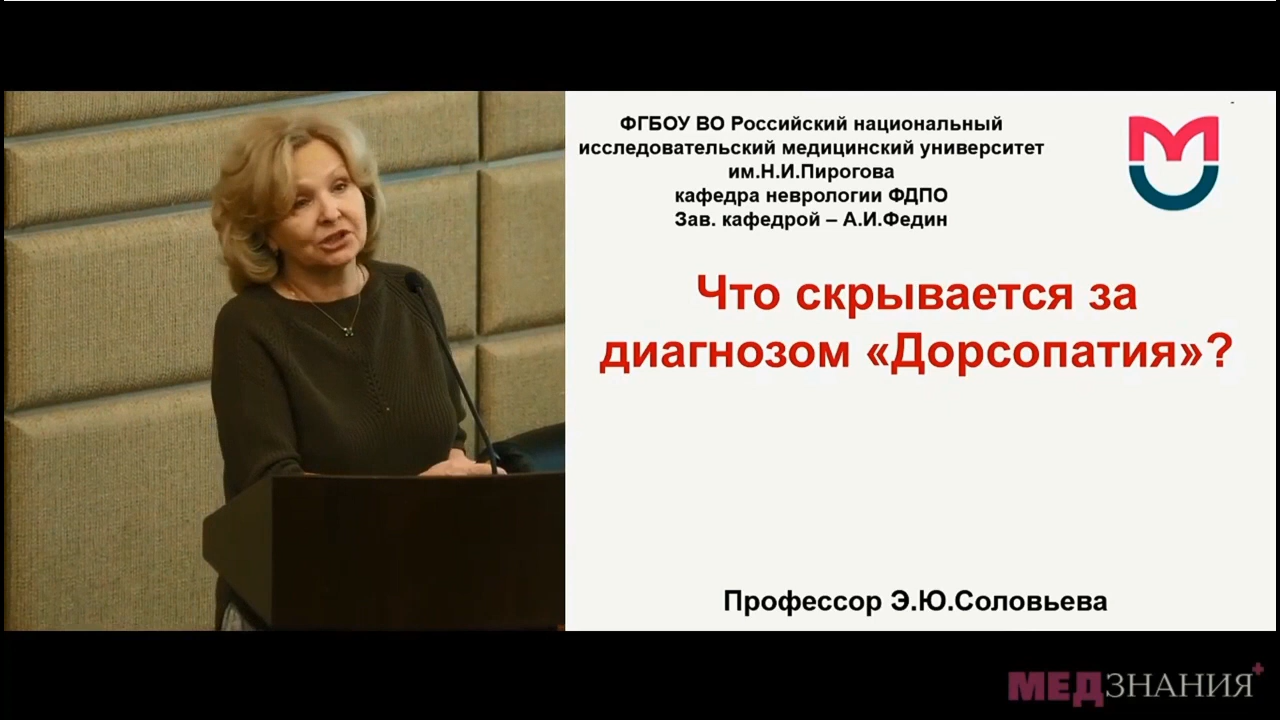 ФГБОУ ВО Российский национальный
исследовательский медицинский университет
им.Н.И.Пирогова
кафедра неврологии ФДПО
Зав. кафедрой – А.И.Федин
Что скрывается за
диагнозом «Дорсопатия»?
Профессор Э.Ю.Соловьева
МЕДЗНАНИЯ+